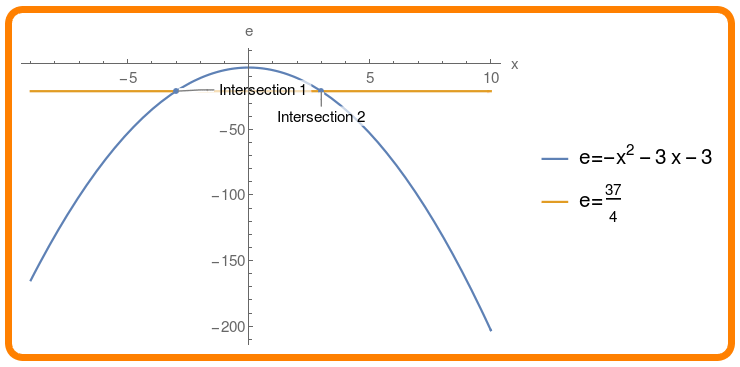 e
x
−5
5
10
Intersection 1
Intersection 2
−50
−100
−150
−200
e=−x² − 3 x − 3
e=37/4